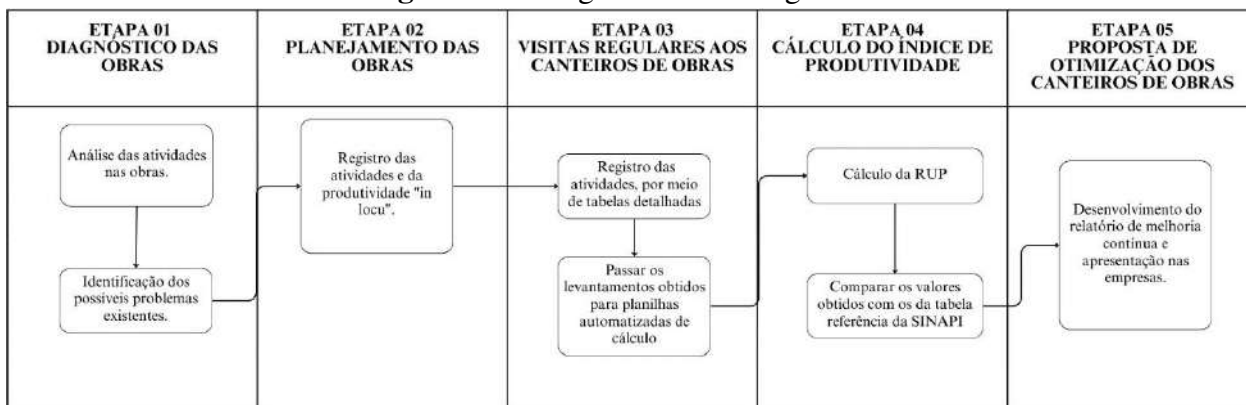 ETAPA 01
DIAGNÓSTICO DAS
OBRAS
ETAPA 02
PLANEJAMENTO DAS
OBRAS
ETAPA 03
VISITAS REGULARES AOS
CANTEIROS DE OBRAS
ETAPA 04
CÁLCULO DO ÍNDICE DE
PRODUTIVIDADE
ETAPA 05
PROPOSTA DE
OTIMIZAÇÃO DOS
CANTEIROS DE OBRAS
Análise das atividades
nas obras.
Identificação dos
possíveis problemas
existentes.
Registro das
atividades e da
produtividade "in
locu".
Registro das
atividades, por meio
de tabelas detalhadas
Passar os
levantamentos obtidos
para planilhas
automatizadas de
cálculo
Cálculo da RUP
Comparar os valores
obtidos com os da tabela
referência da SINAPI
Desenvolvimento do
relatório de melhoria
contínua e
apresentação nas
empresas.